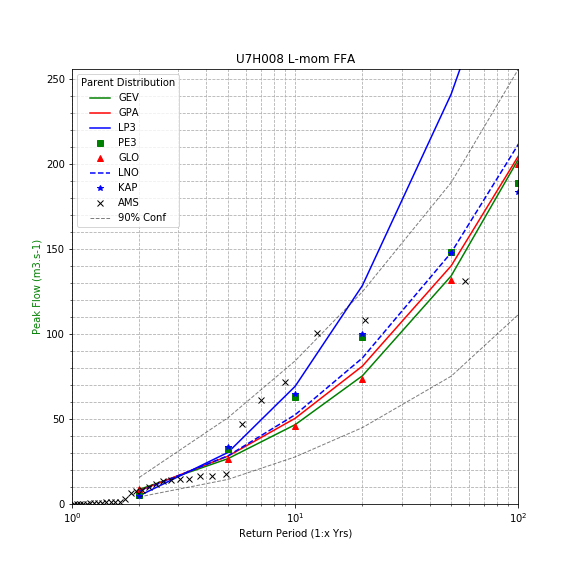 U7H008 L-mom FFA
Parent Distribution
GEV
GPA
LP3
PE3
GLO
LNO
KAP
AMS
90% Conf
Peak Flow (m3.s-1)
250
200
150
100
50
0
10⁰
10¹
10²
Return Period (1:x Yrs)